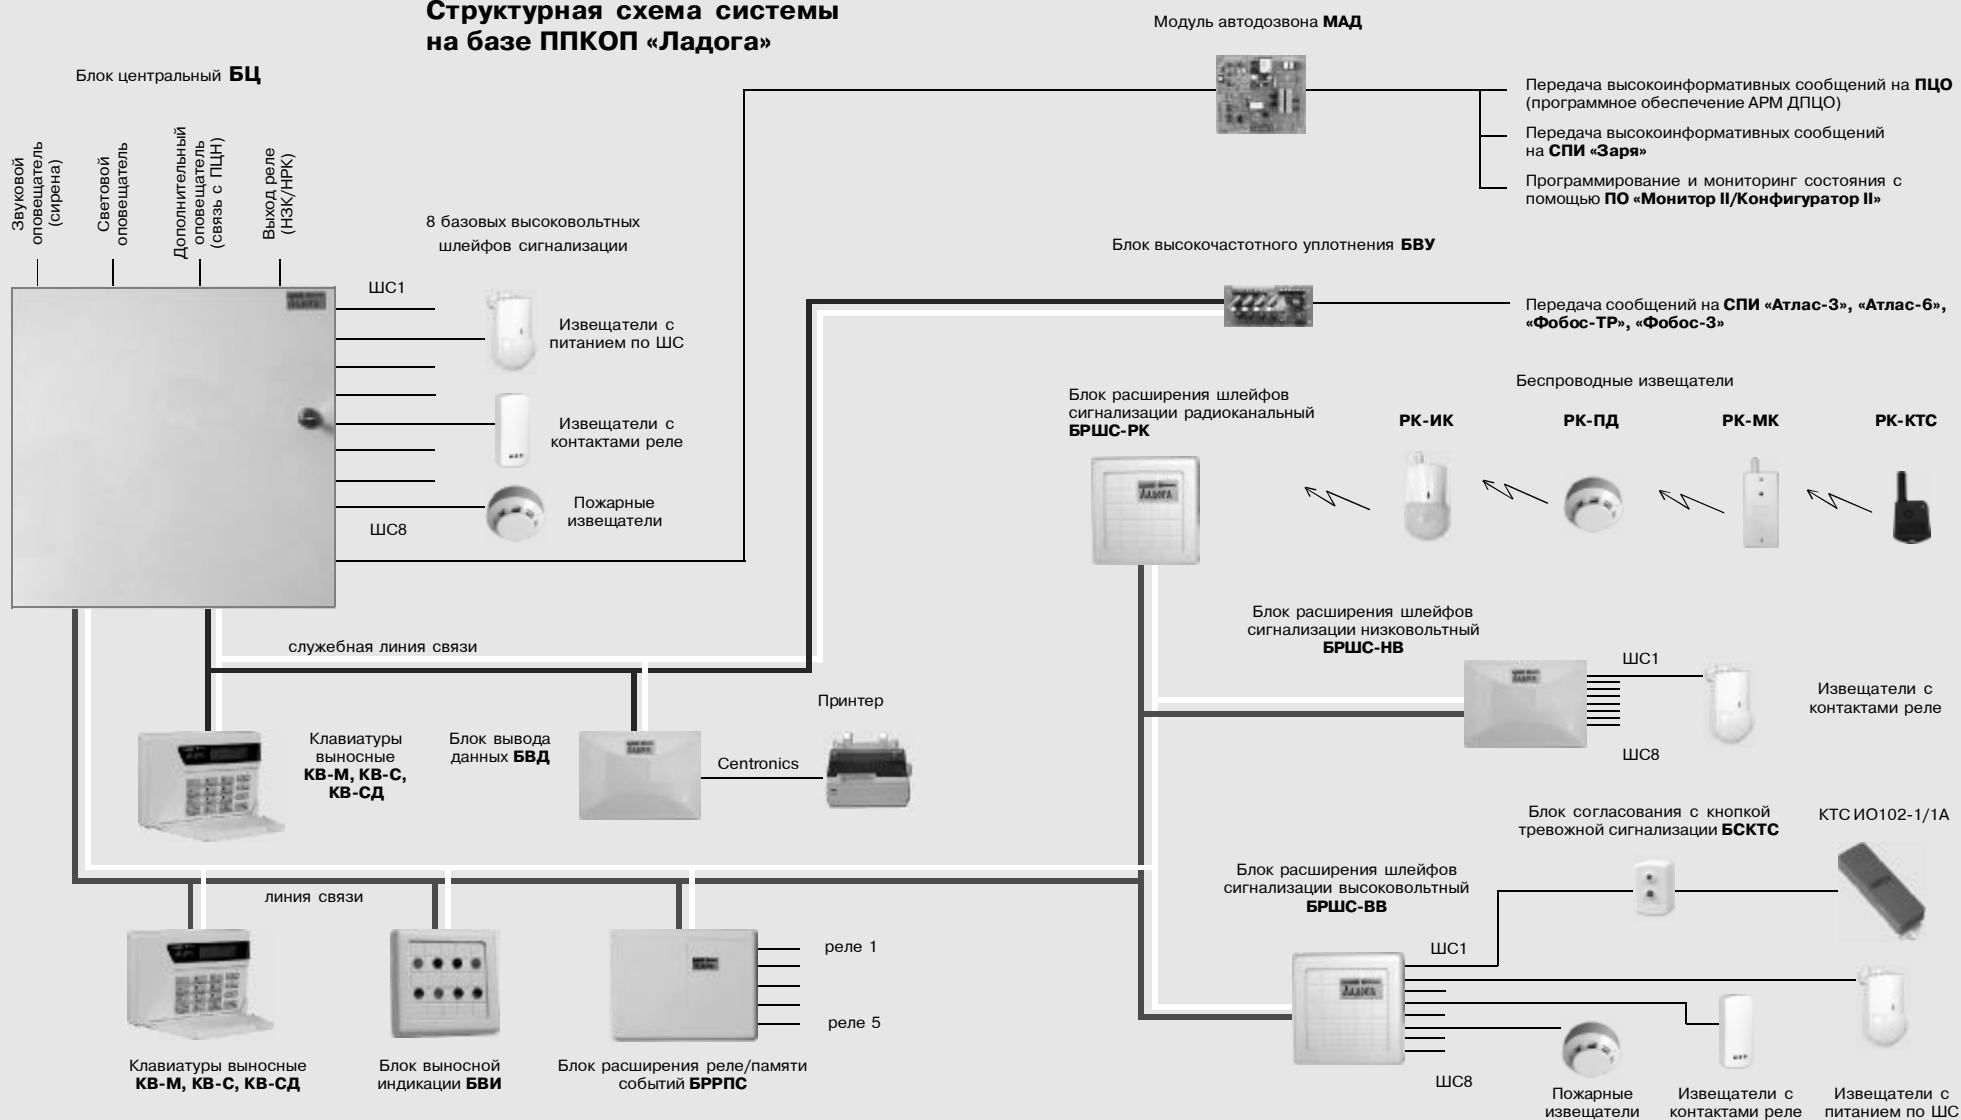 Структурная схема системы
на базе ППКОП «Ладога»
Модуль автодозвона МАД
Блок центральный БЦ
Звуковой
оповещатель
(сирена)
Световой
оповещатель
Дополнительный
оповещатель
(связь с ПЦН)
Выход реле
(НЗК/НРК)
8 базовых высоковольтных
шлейфов сигнализации
Передача высокоинформативных сообщений на ПЦО
(программное обеспечение АРМ ДПЦО)
Передача высокоинформативных сообщений
на СПИ «Заря»
Программирование и мониторинг состояния с
помощью ПО «Монитор II/Конфигуратор II»
Блок высокочастотного уплотнения БВУ
Передача сообщений на СПИ «Атлас-3», «Атлас-6»,
«Фобос-ТР», «Фобос-3»
ШС1
Извещатели с
питанием по ШС
Извещатели с
контактами реле
Пожарные
извещатели
ШС8
Беспроводные извещатели
Блок расширения шлейфов
сигнализации радиоканальный
БРШС-РК
РК-ИК
РК-ПД
РК-МК
РК-КТС
Ладога
Блок расширения шлейфов
сигнализации низковольтный
БРШС-НВ
ШС1
Извещатели с
контактами реле
ШС8
служебная линия связи
Клавиатуры
выносные
КВ-М, КВ-С,
КВ-СД
Блок вывода
данных БВД
Centronics
Принтер
Блок согласования с кнопкой
тревожной сигнализации БСКТС
КТС ИО102-1/1А
Блок расширения шлейфов
сигнализации высоковольтный
БРШС-ВВ
линия связи
реле 1
реле 5
Клавиатуры выносные
КВ-М, КВ-С, КВ-СД
Блок выносной
индикации БВИ
Блок расширения реле/памяти
событий БРРПС
ШС1
Ладога
ШС8
Пожарные
извещатели
Извещатели с
контактами реле
Извещатели с
питанием по ШС